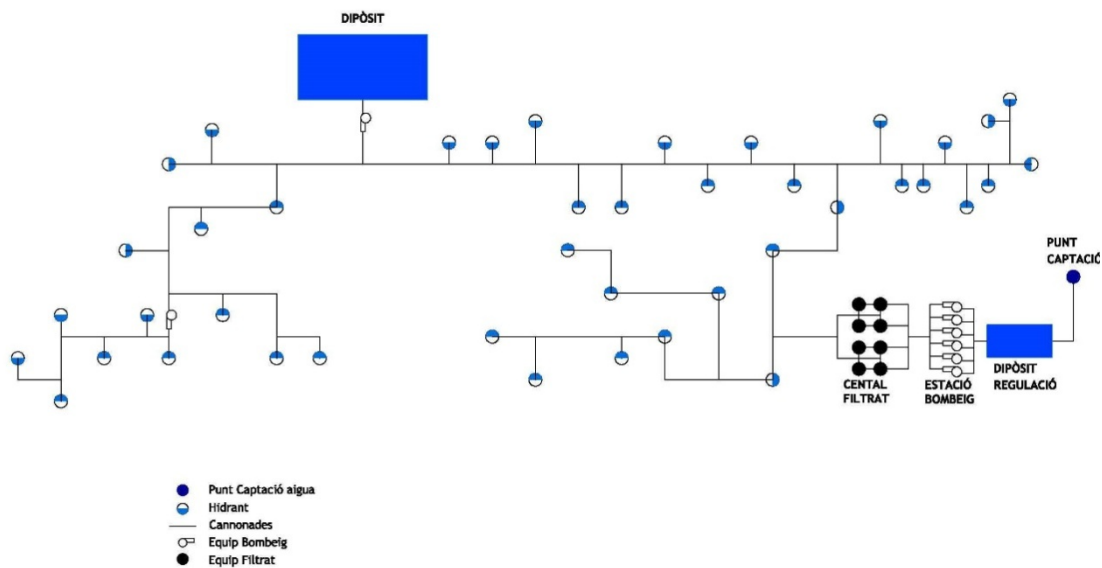 DIPÒSIT
PUNT
CAPTACIÓ
CENTAL
FILTRAT
ESTACIÓ
BOMBEIG
DIPÒSIT
REGULACIÓ
Punt Captació aigua
Hidrant
Cannonades
Equip Bombeig
Equip Filtrat